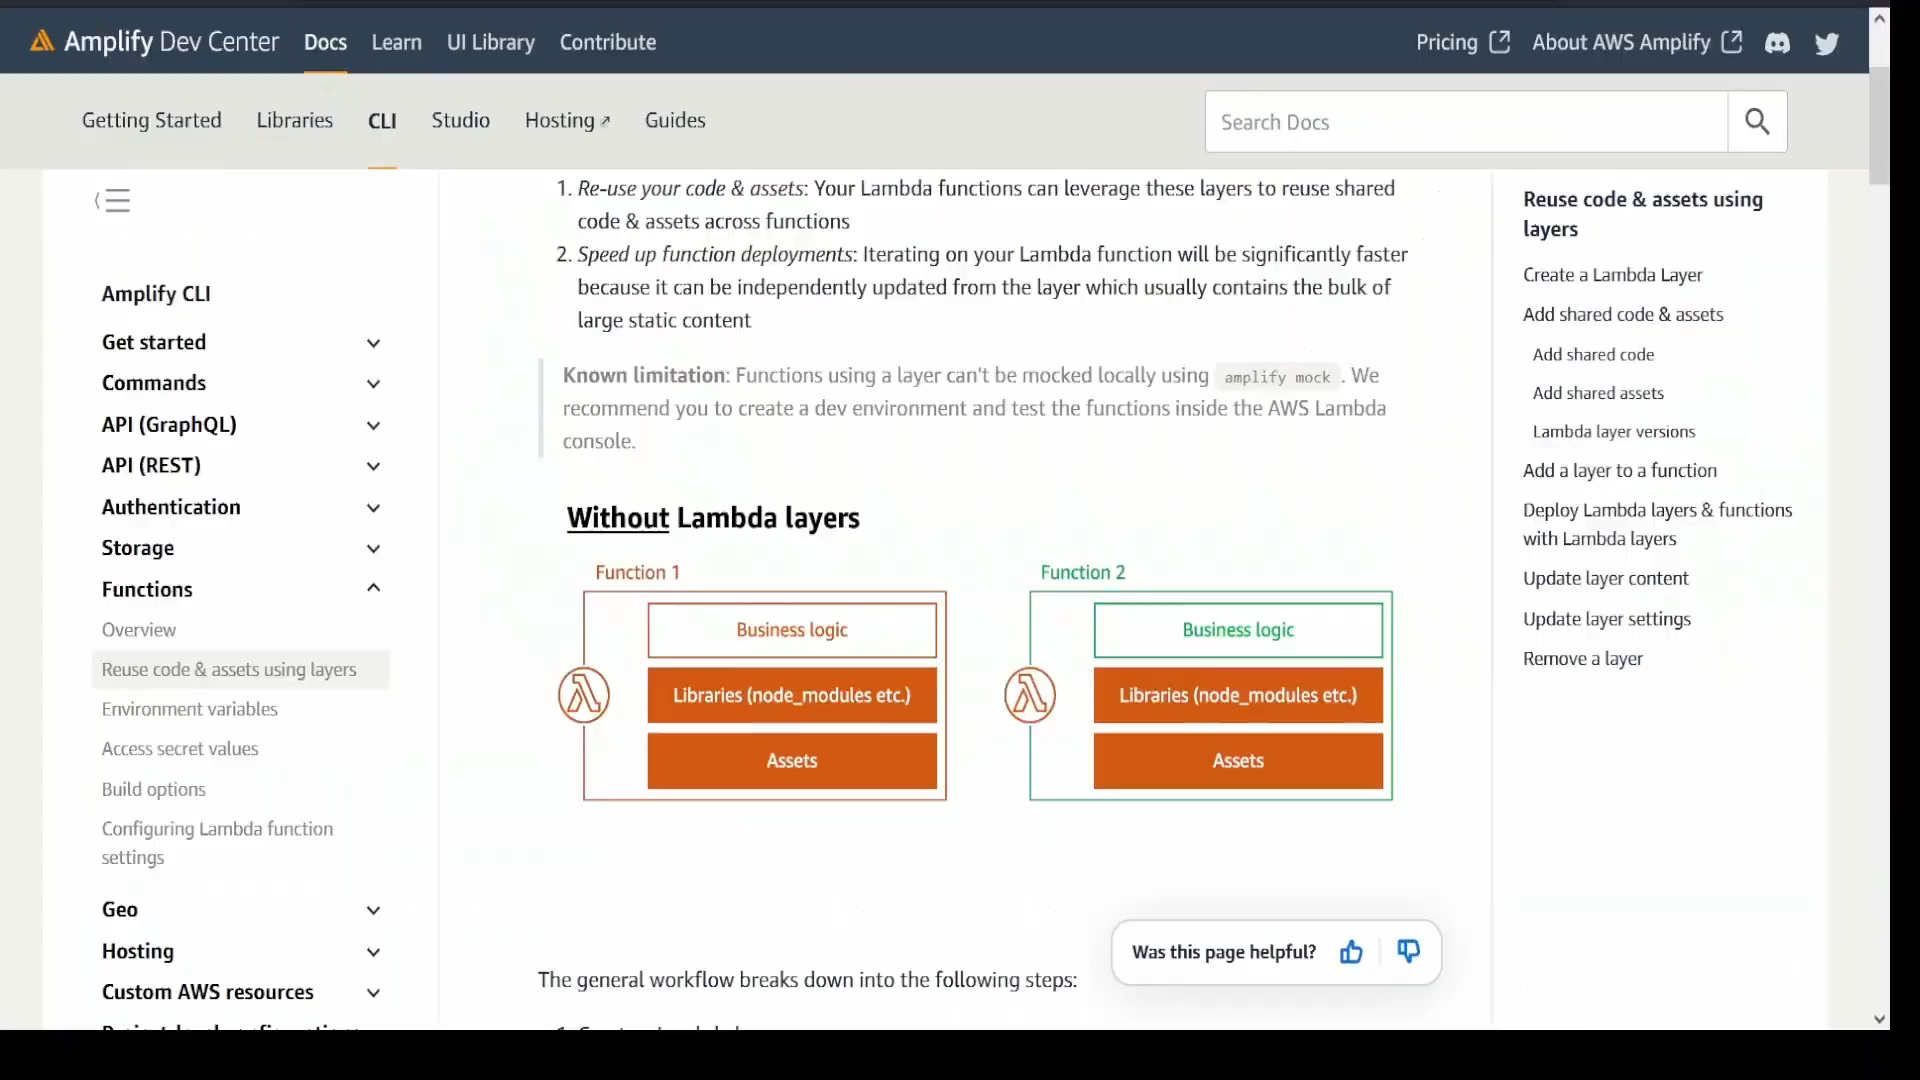 Amplify Dev Center Docs Learn UI Library Contribute Pricing About AWS Amplify
Getting Started Libraries CLI Studio Hosting Guides Search Docs
Amplify CLI
Get started
Commands
API (GraphQL)
API (REST)
Authentication
Storage
Functions
Overview
Reuse code & assets using layers
Environment variables
Access secret values
Build options
Configuring Lambda function
settings
Geo
Hosting
Custom AWS resources
1. Re-use your code & assets: Your Lambda functions can leverage these layers to reuse shared
code & assets across functions
2. Speed up function deployments: Iterating on your Lambda function will be significantly faster
because it can be independently updated from the layer which usually contains the bulk of
large static content
Known limitation: Functions using a layer can't be mocked locally using amplify mock. We
recommend you to create a dev environment and test the functions inside the AWS Lambda
console.
Without Lambda layers
Function 1
Business logic
Libraries (node_modules etc.)
Assets
Function 2
Business logic
Libraries (node_modules etc.)
Assets
The general workflow breaks down into the following steps:
Was this page helpful?
Reuse code & assets using
layers
Create a Lambda Layer
Add shared code & assets
Add shared code
Add shared assets
Lambda layer versions
Add a layer to a function
Deploy Lambda layers & functions
with Lambda layers
Update layer content
Update layer settings
Remove a layer